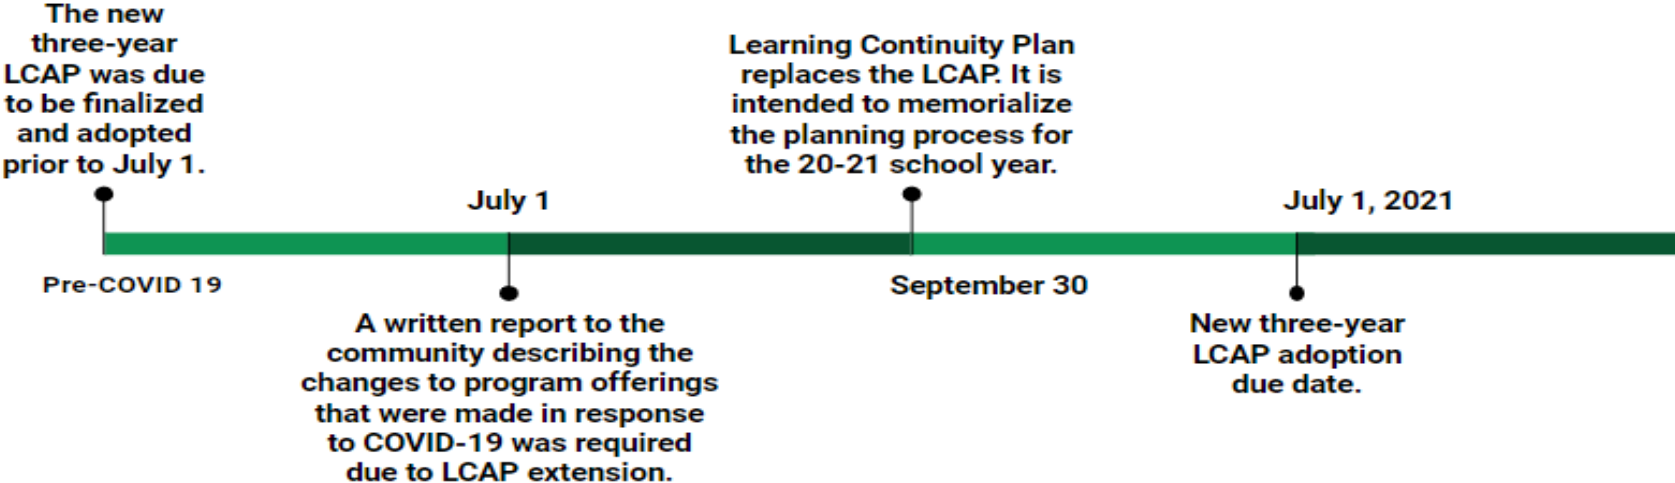 The new
three-year
LCAP was due
to be finalized
and adopted
prior to July 1.
Pre-COVID 19
July 1
A written report to the
community describing the
changes to program offerings
that were made in response
to COVID-19 was required
due to LCAP extension.
Learning Continuity Plan
replaces the LCAP. It is
intended to memorialize
the planning process for
the 20-21 school year.
September 30
July 1, 2021
New three-year
LCAP adoption
due date.